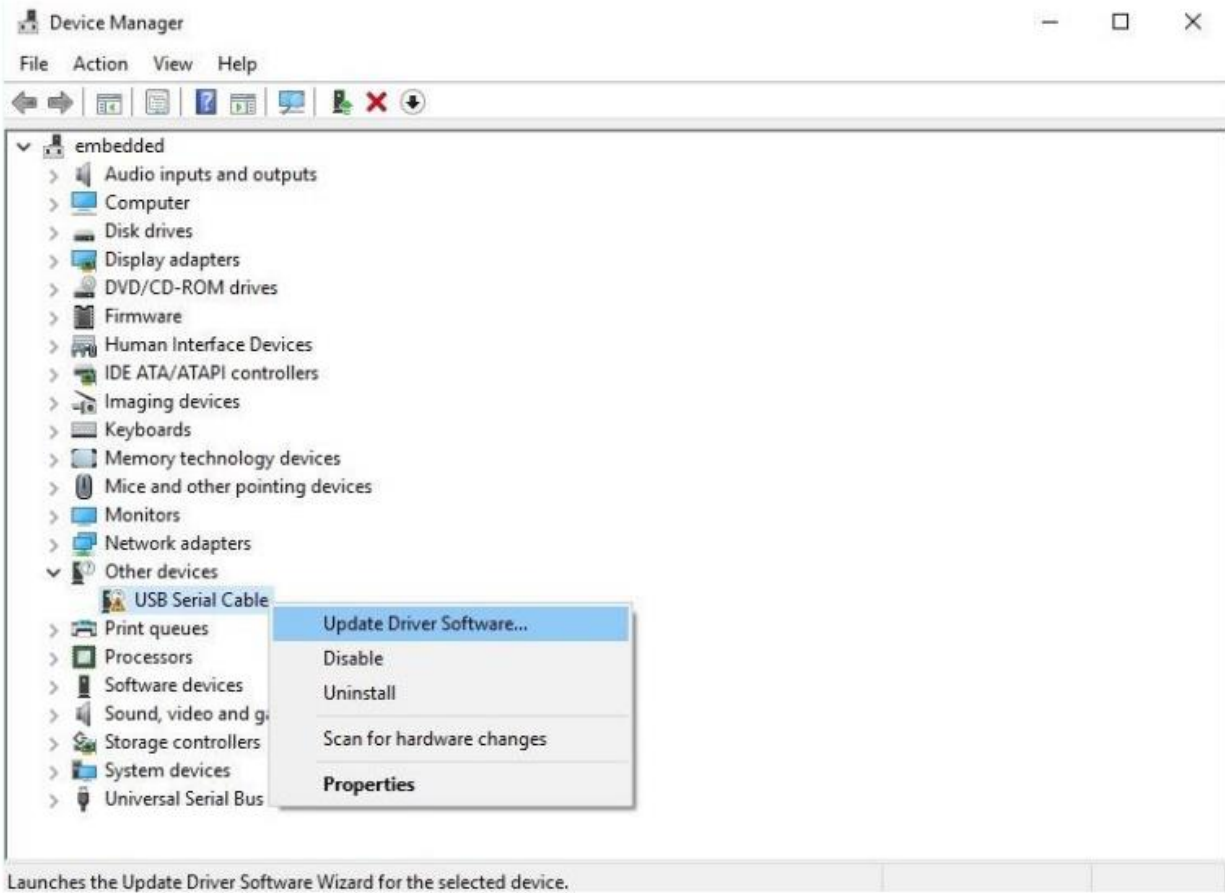 Device Manager
File Action View Help
embedded
Audio inputs and outputs
Computer
Disk drives
Display adapters
DVD/CD-ROM drives
Firmware
Human Interface Devices
IDE ATA/ATAPI controllers
Imaging devices
Keyboards
Memory technology devices
Mice and other pointing devices
Monitors
Network adapters
Other devices
USB Serial Cable
Print queues
Processors
Software devices
Sound, video and ga
Storage controllers
System devices
Universal Serial Bus
Update Driver Software...
Disable
Uninstall
Scan for hardware changes
Properties
Launches the Update Driver Software Wizard for the selected device.